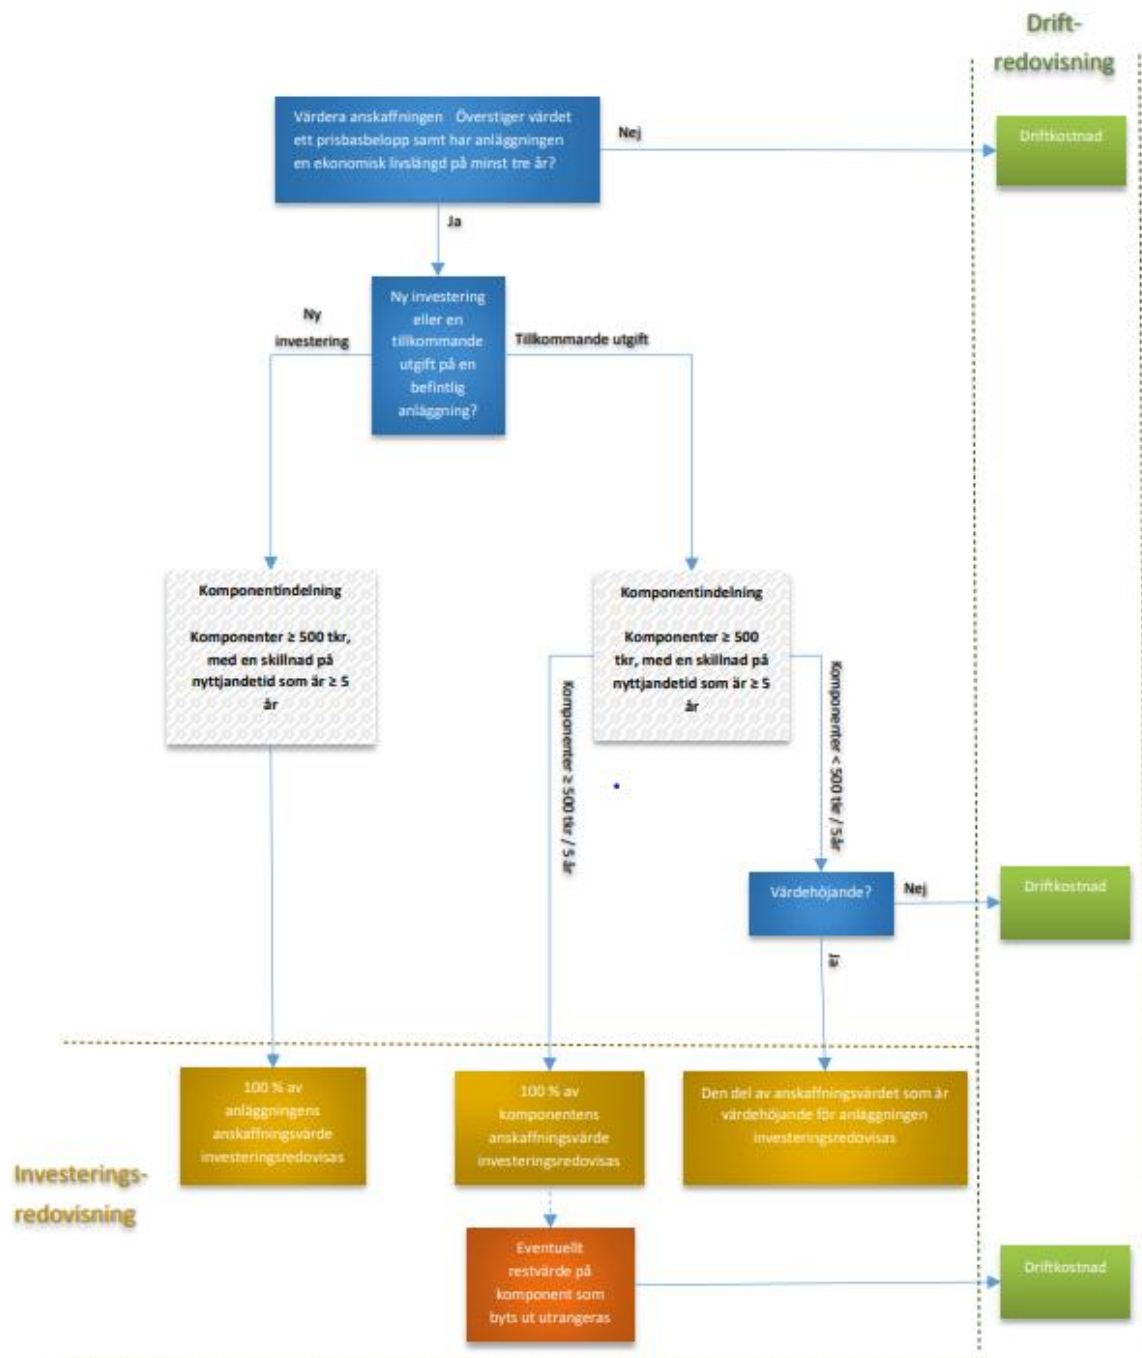 Drift-
redovisning
Värdera anskaffningen Överstiger värdet
ett prisbasbelopp samt har anläggningen
en ekonomisk livslängd på minst tre år?
Nej
Driftkostnad
Ja
Ny investering
eller en
tillkommande
utgift på en
befintlig
anläggning?
Ny
investering
Tillkommande utgift
Komponentindelning
Komponenter ≥ 500 tkr,
med en skillnad på
nyttjandetid som är ≥ 5
år
Komponentindelning
Komponenter ≥ 500
tkr, med en skillnad på
nyttjandetid som är ≥ 5
år
Komponenter ≥ 500 tkr / 5 år
Komponenter < 500 tkr / 5år
Värdehöjande?
Nej
Driftkostnad
Ja
100 % av
anläggningens
anskaffningsvärde
investeringsredovisas
100 % av
komponentens
anskaffningsvärde
investeringsredovisas
Den del av anskaffningsvärdet som är
värdehöjande för anläggningen
investeringsredovisas
Investerings-
redovisning
Eventuellt
restvärde på
komponent som
byts ut utrangeras
Driftkostnad